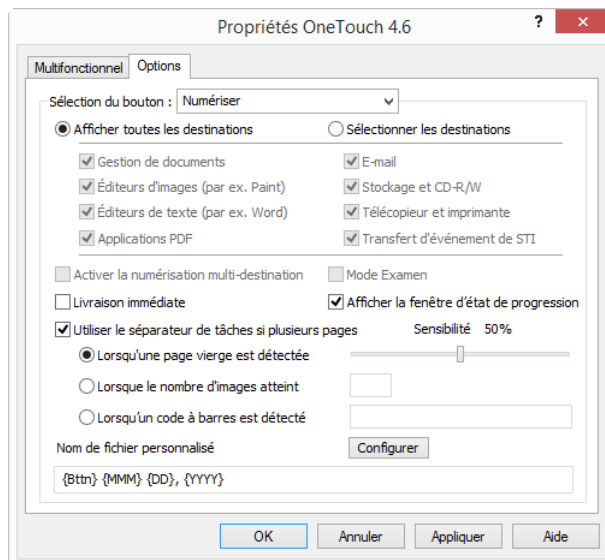 Propriétés OneTouch 4.6 ?
Multifonctionnel Options
Sélection du bouton : Numériser
Afficher toutes les destinations Sélectionner les destinations
Gestion de documents E-mail
Éditeurs d'images (par ex. Paint) Stockage et CD-R/W
Éditeurs de texte (par ex. Word) Télécopieur et imprimante
Applications PDF Transfert d'événement de STI
Activer la numérisation multi-destination Mode Examen
Livraison immédiate Afficher la fenêtre d'état de progression
Utiliser le séparateur de tâches si plusieurs pages Sensibilité 50%
Lorsqu'une page vierge est détectée
Lorsque le nombre d'images atteint
Lorsqu'un code à barres est détecté
Nom de fichier personnalisé Configurer
{Bttn} {MMM} {DD}, {YYYY}
OK Annuler Appliquer Aide